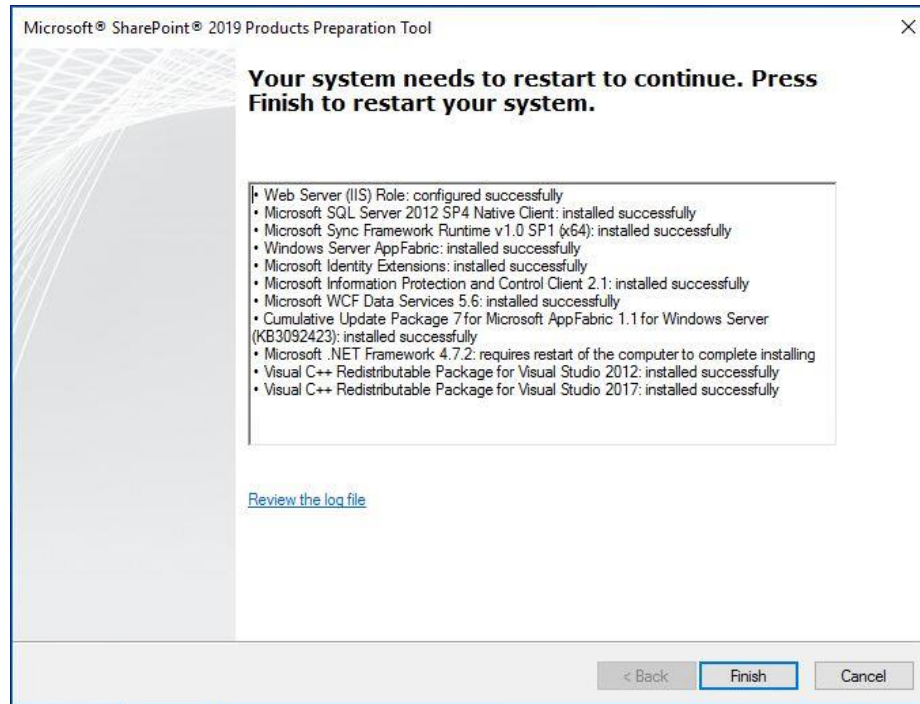 Microsoft® SharePoint® 2019 Products Preparation Tool
Your system needs to restart to continue. Press
Finish to restart your system.
• Web Server (IIS) Role: configured successfully
• Microsoft SQL Server 2012 SP4 Native Client: installed successfully
• Microsoft Sync Framework Runtime v1.0 SP1 (x64): installed successfully
• Windows Server AppFabric: installed successfully
• Microsoft Identity Extensions: installed successfully
• Microsoft Information Protection and Control Client 2.1: installed successfully
• Microsoft WCF Data Services 5.6: installed successfully
• Cumulative Update Package 7 for Microsoft AppFabric 1.1 for Windows Server
(KB3092423): installed successfully
• Microsoft .NET Framework 4.7.2: requires restart of the computer to complete installing
• Visual C++ Redistributable Package for Visual Studio 2012: installed successfully
• Visual C++ Redistributable Package for Visual Studio 2017: installed successfully
Review the log file
< Back Finish Cancel